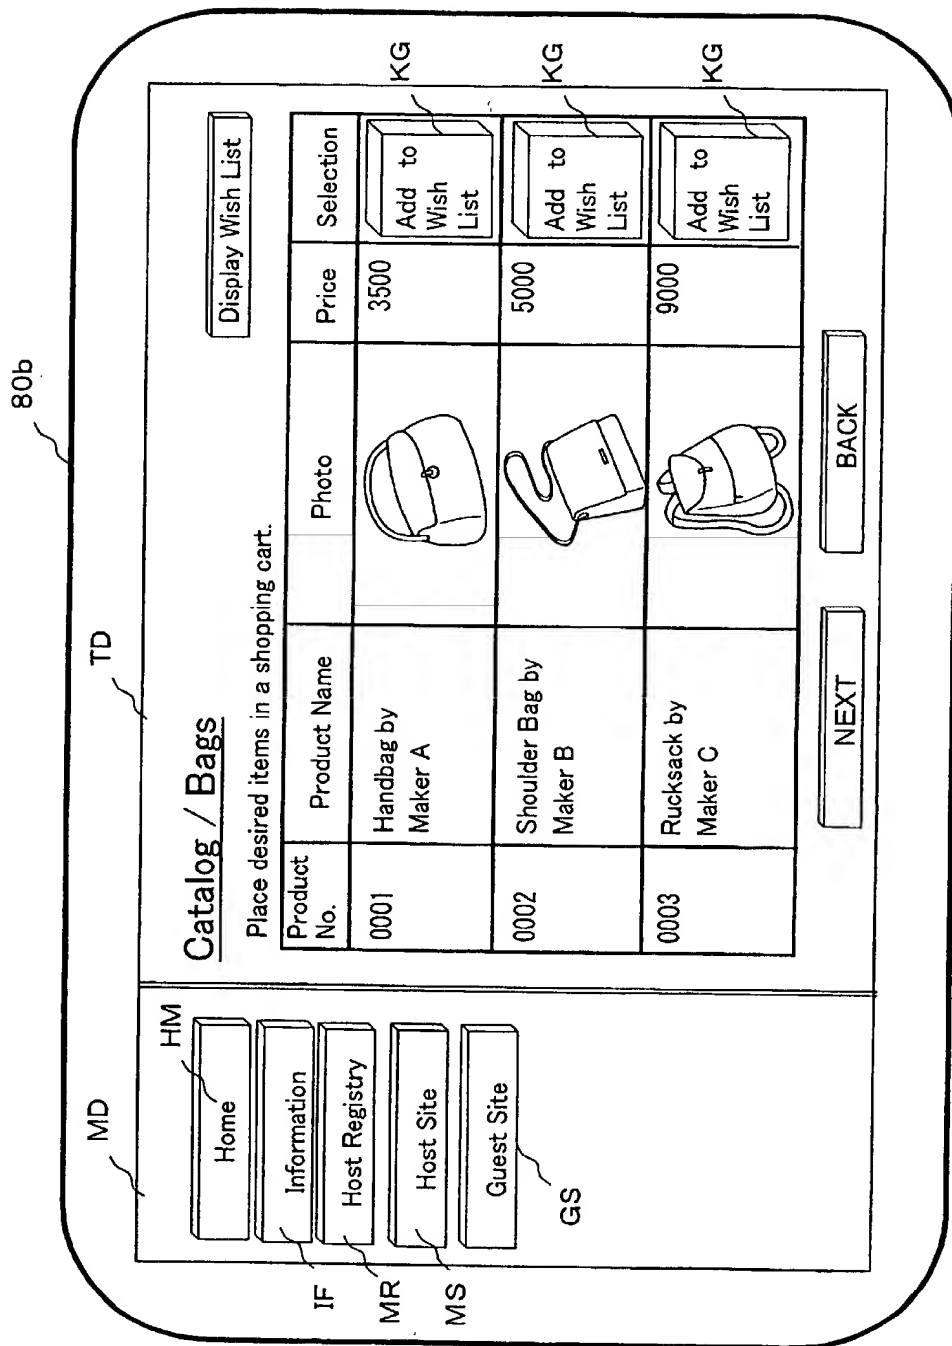 80b
MD
TD
HM
Home
Information
IF
Host Registry
MR
Host Site
MS
Guest Site
GS
Catalog / Bags
Display Wish List
Place desired items in a shopping cart.
Product
No.
Product Name
Photo
Price
Selection
0001
Handbag by
Maker A
3500
Add to
Wish
List
KG
0002
Shoulder Bag by
Maker B
5000
Add to
Wish
List
KG
0003
Rucksack by
Maker C
9000
Add to
Wish
List
KG
NEXT
BACK